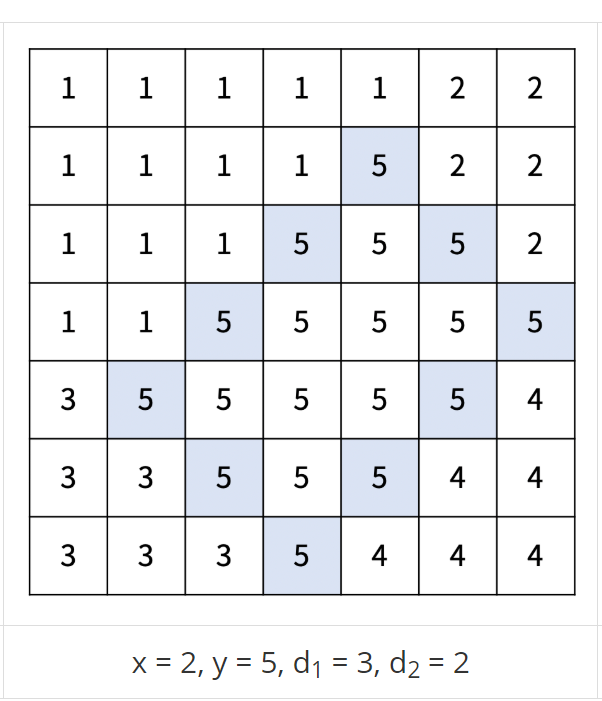 1 1 1 1 1 2 2
1 1 1 1 5 2 2
1 1 1 5 5 5 2
1 1 5 5 5 5 5
3 5 5 5 5 5 4
3 3 5 5 5 4 4
3 3 3 5 4 4 4
x = 2, y = 5, d₁ = 3, d₂ = 2